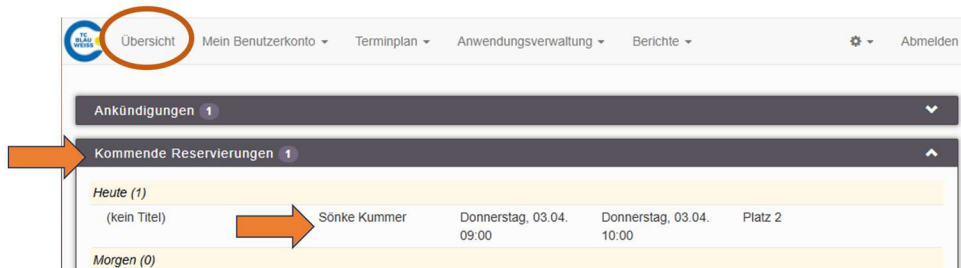 TC
BLAU
WEISS
Übersicht Mein Benutzerkonto Terminplan Anwendungsverwaltung Berichte Abmelden
Ankündigungen 1
Kommende Reservierungen 1
Heute (1)
(kein Titel) Sönke Kummer Donnerstag, 03.04. Donnerstag, 03.04. Platz 2
09:00 10:00
Morgen (0)